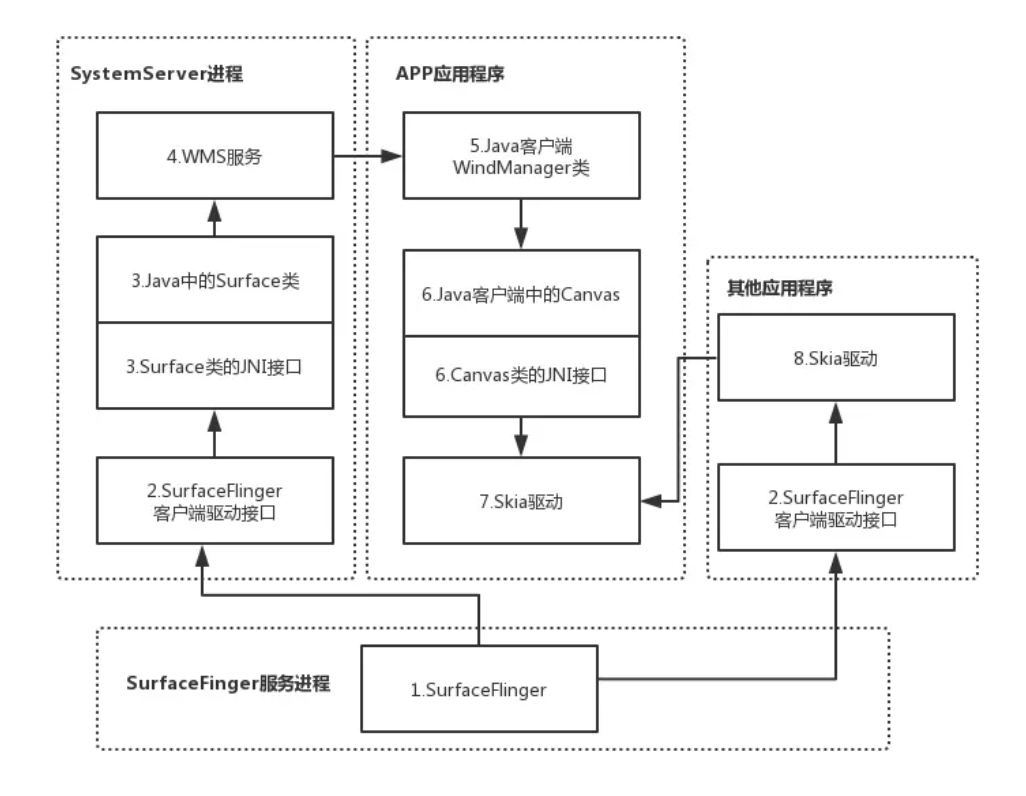 SystemServer进程
4.WMS服务
3.Java中的Surface类
3.Surface类的JNI接口
2.SurfaceFlinger
客户端驱动接口
APP应用程序
5.Java客户端
WindManager类
6.Java客户端中的Canvas
6.Canvas类的JNI接口
7.Skia驱动
其他应用程序
8.Skia驱动
2.SurfaceFlinger
客户端驱动接口
SurfaceFinger服务进程
1.SurfaceFlinger